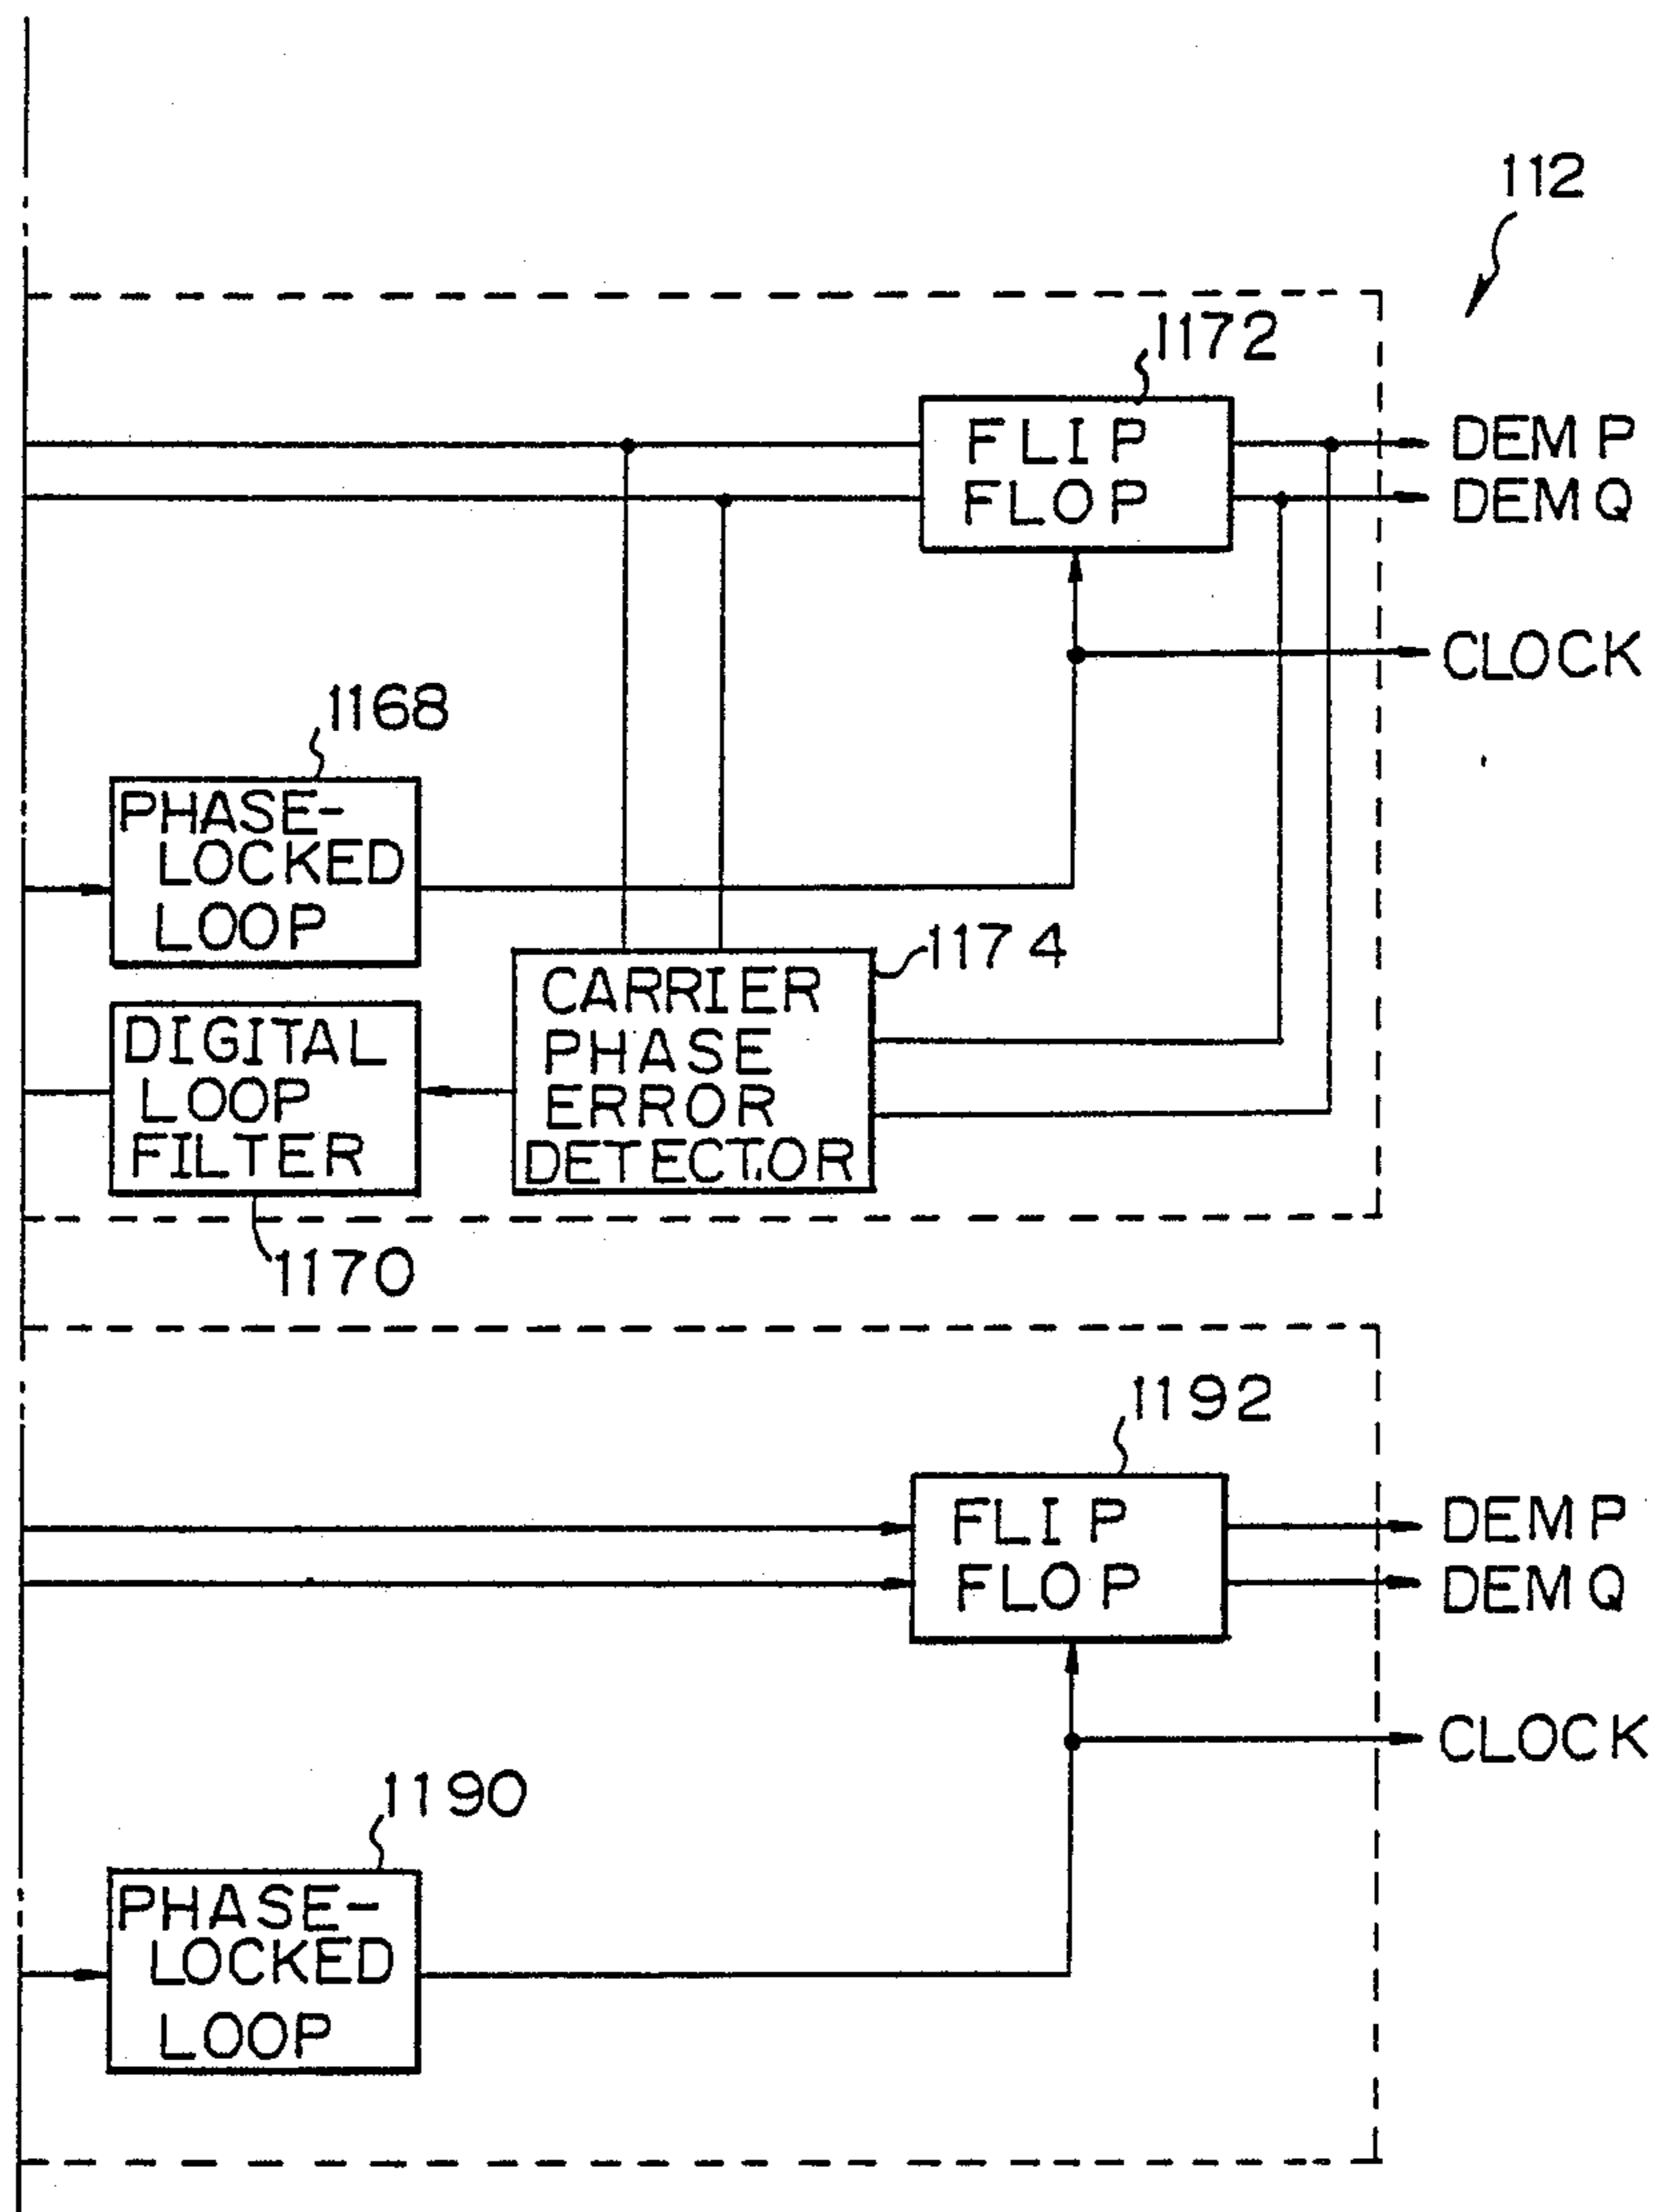 112
1172
FLIP
FLOP
DEM P
DEM Q
CLOCK
1168
PHASE-
LOCKED
LOOP
1174
CARRIER
PHASE
ERROR
DETECTOR
DIGITAL
LOOP
FILTER
1170
1192
FLIP
FLOP
DEM P
DEM Q
CLOCK
1190
PHASE-
LOCKED
LOOP